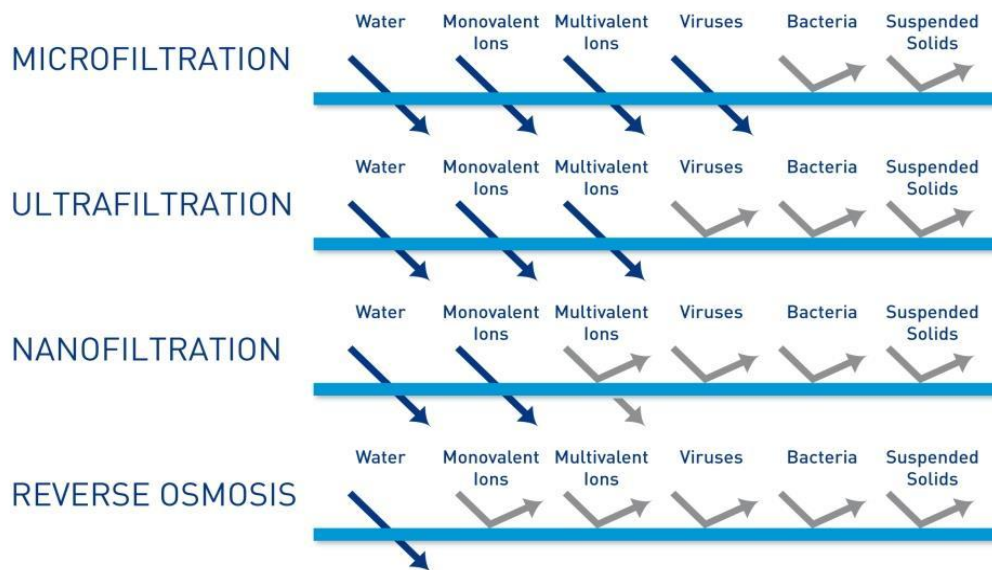 Water Monovalent Multivalent Viruses Bacteria Suspended
Ions Ions Solids
MICROFILTRATION
Water Monovalent Multivalent Viruses Bacteria Suspended
Ions Ions Solids
ULTRAFILTRATION
Water Monovalent Multivalent Viruses Bacteria Suspended
Ions Ions Solids
NANOFILTRATION
Water Monovalent Multivalent Viruses Bacteria Suspended
Ions Ions Solids
REVERSE OSMOSIS